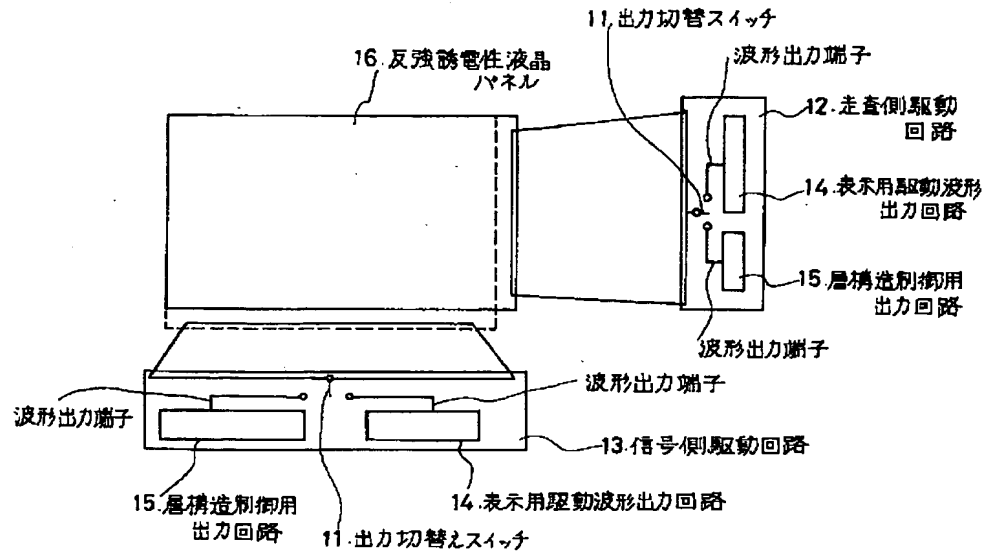 11.出力切替スイッチ
波形出力端子
16.反強誘電性液晶
パネル
12.走査側駆動
回路
14.表示用駆動波形
出力回路
15.層構造制御用
出力回路
波形出力端子
波形出力端子
波形出力端子
13.信号側駆動回路
15.層構造制御用
出力回路
14.表示用駆動波形出力回路
11.出力切替えスイッチ